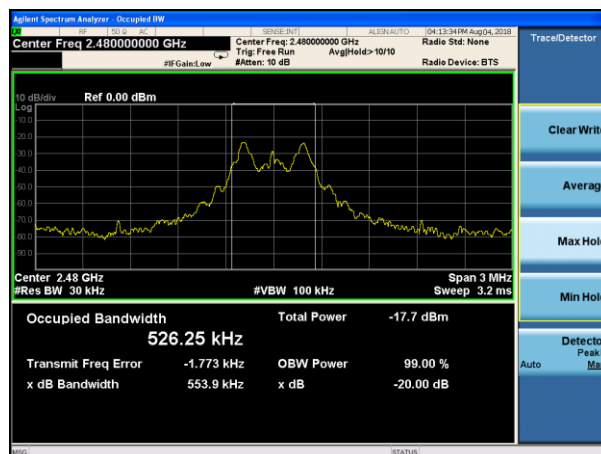 Agilent Spectrum Analyzer - Occupied BW
RF 50 Ω AC SENSE:INT ALIGN AUTO 04:13:34 PM Aug 04, 2018
Center Freq 2.480000000 GHz Center Freq: 2.480000000 GHz Radio Std: None Trace/Detector
Trig: Free Run Avg|Hold>10/10
#IFGain:Low #Atten: 10 dB Radio Device: BTS
10 dB/div Ref 0.00 dBm
Log
-10.0
-20.0
-30.0
-40.0
-50.0
-60.0
-70.0
-80.0
-90.0
Clear Write
Averag
Max Hol
Min Hol
Center 2.48 GHz Span 3 MHz
#Res BW 30 kHz #VBW 100 kHz Sweep 3.2 ms
Occupied Bandwidth Total Power -17.7 dBm
526.25 kHz
Transmit Freq Error -1.773 kHz OBW Power 99.00 %
x dB Bandwidth 553.9 kHz x dB -20.00 dB
Detecto
Peak
Auto Ma
MSG STATUS